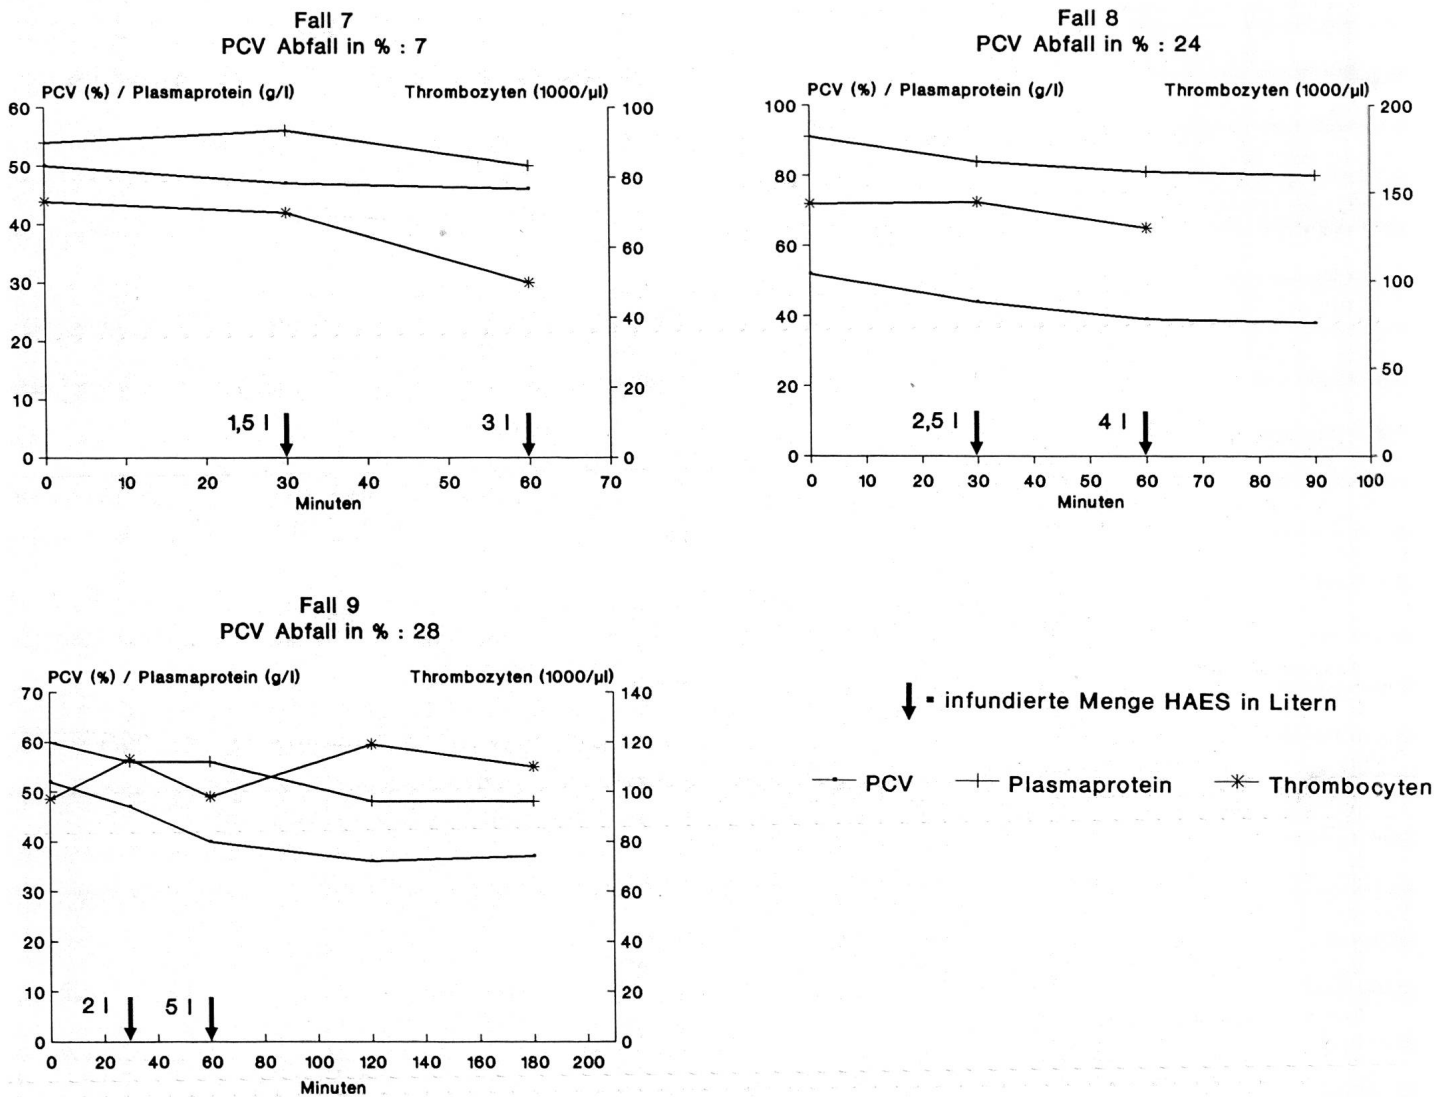 Fall 7
PCV Abfall in % : 7
PCV (%) / Plasmaprotein (g/l) Thrombozyten (1000/µl)
60 50 40 30 20 10 0
100 80 60 40 20 0
1,5 l 3 l
0 10 20 30 40 50 60 70
Minuten
Fall 8
PCV Abfall in % : 24
PCV (%) / Plasmaprotein (g/l) Thrombozyten (1000/µl)
100 80 60 40 20 0
200 150 100 50 0
2,5 l 4 l
0 10 20 30 40 50 60 70 80 90 100
Minuten
Fall 9
PCV Abfall in % : 28
PCV (%) / Plasmaprotein (g/l) Thrombozyten (1000/µl)
70 60 50 40 30 20 10 0
140 120 100 80 60 40 20 0
2 l 5 l
0 20 40 60 80 100 120 140 160 180 200
Minuten
- infundierte Menge HAES in Litern
PCV Plasmaprotein Thrombocyten